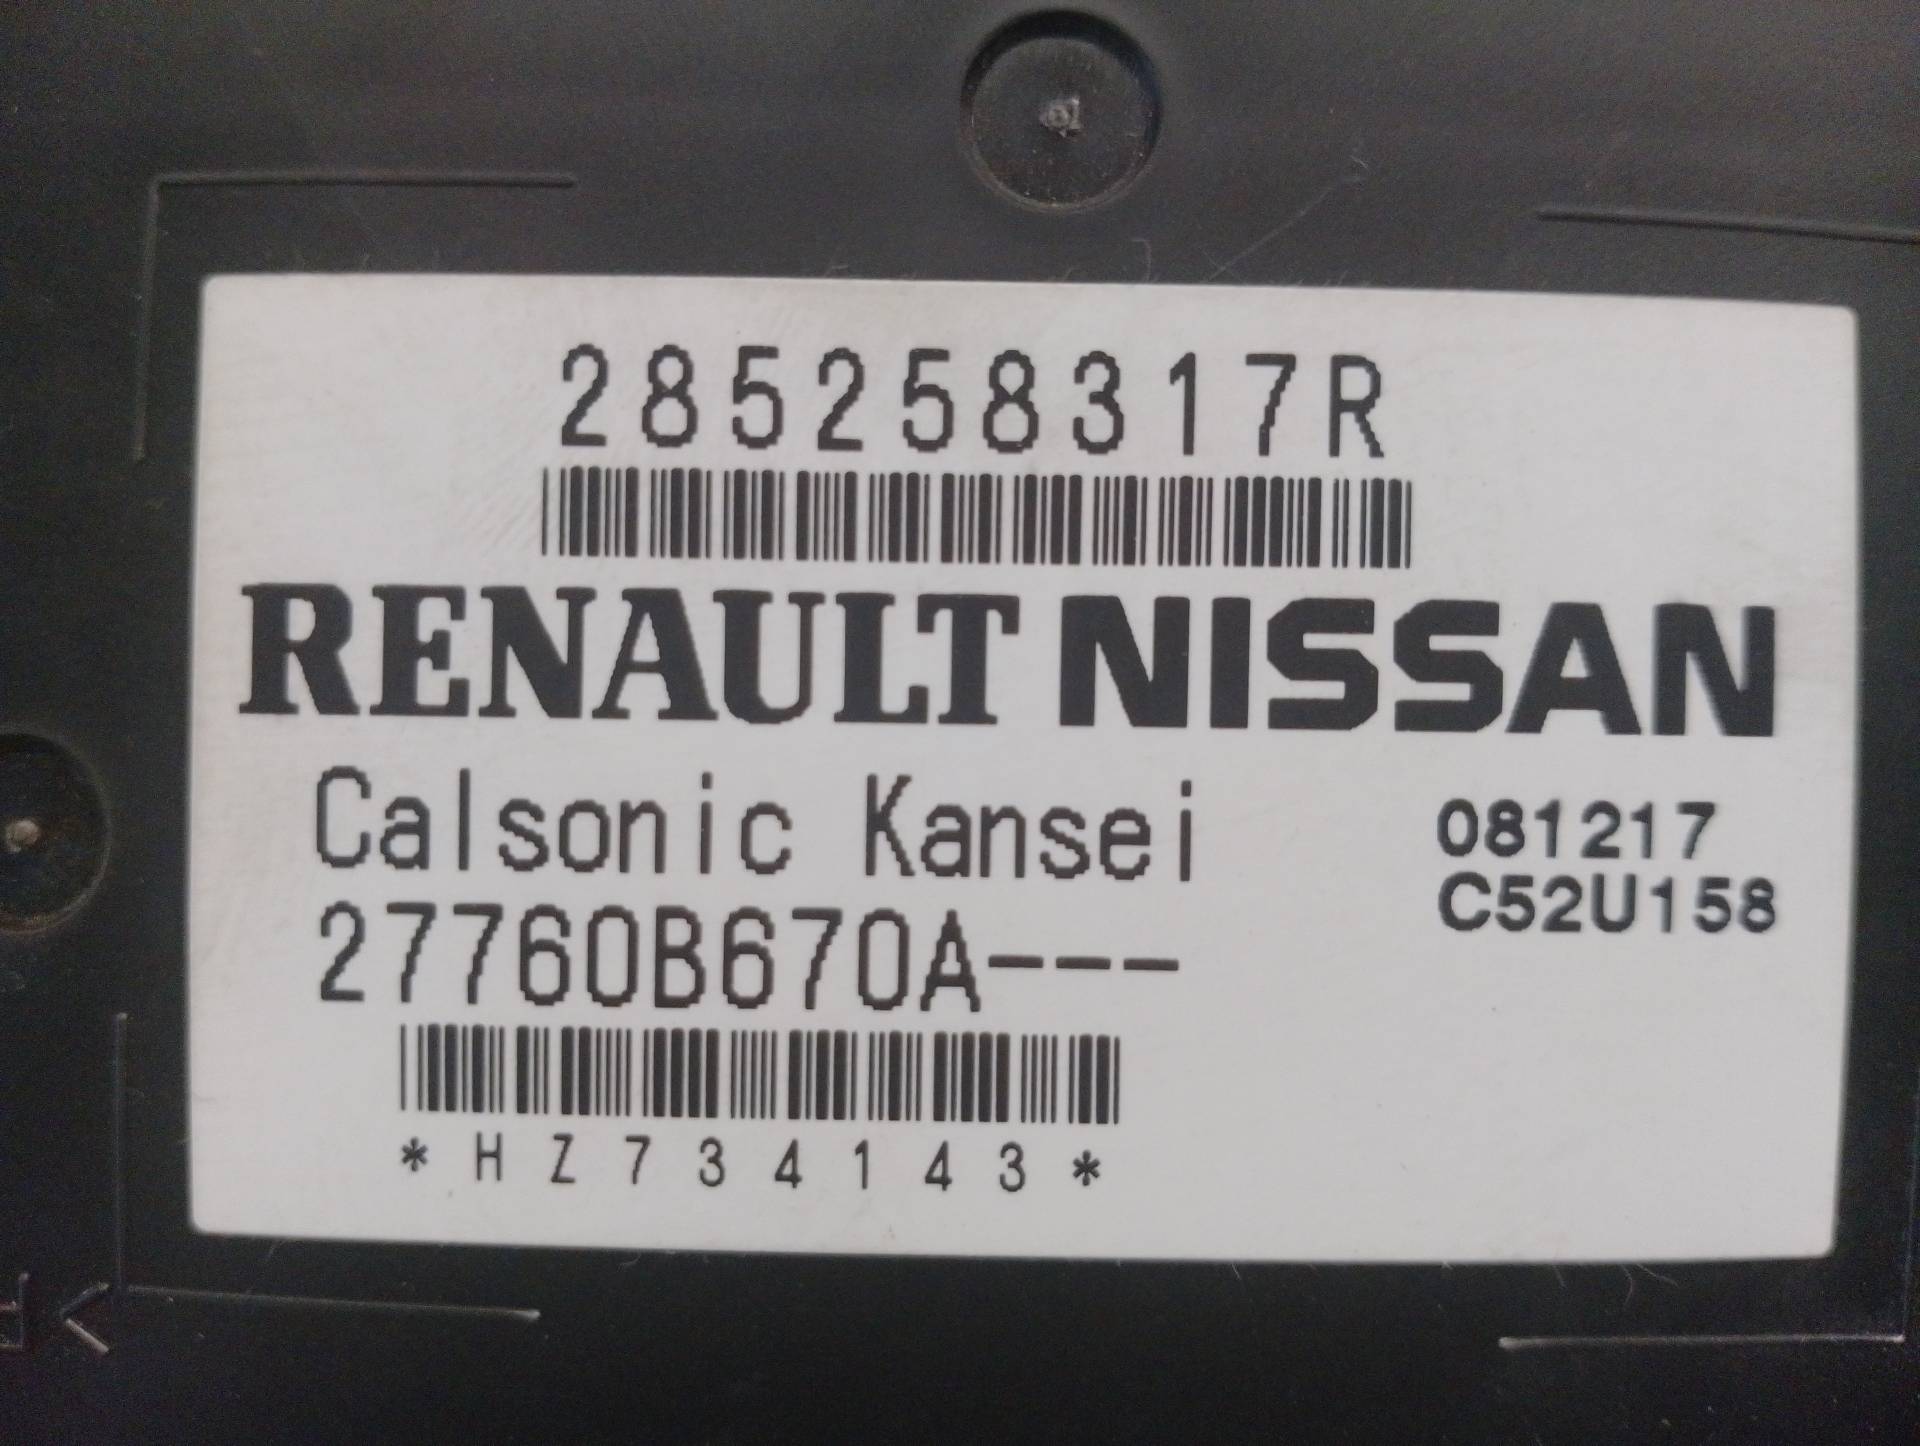 285258317R
RENAULT NISSAN
Calsonic Kansei
081217
27760B670A---
C52U158
*HZ734143*